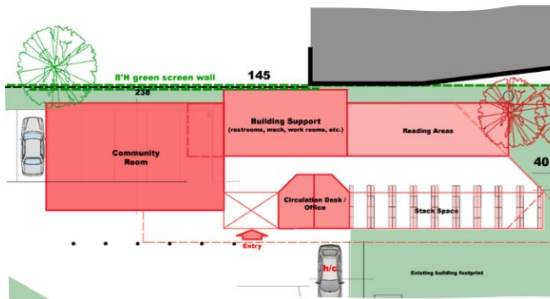 8'H green screen wall
145
238
Building Support
(restrooms, mech, work rooms, etc.)
Reading Areas
Community
Room
40
Circulation Desk /
Office
Stack Space
Entry
h/c
Existing building footprint